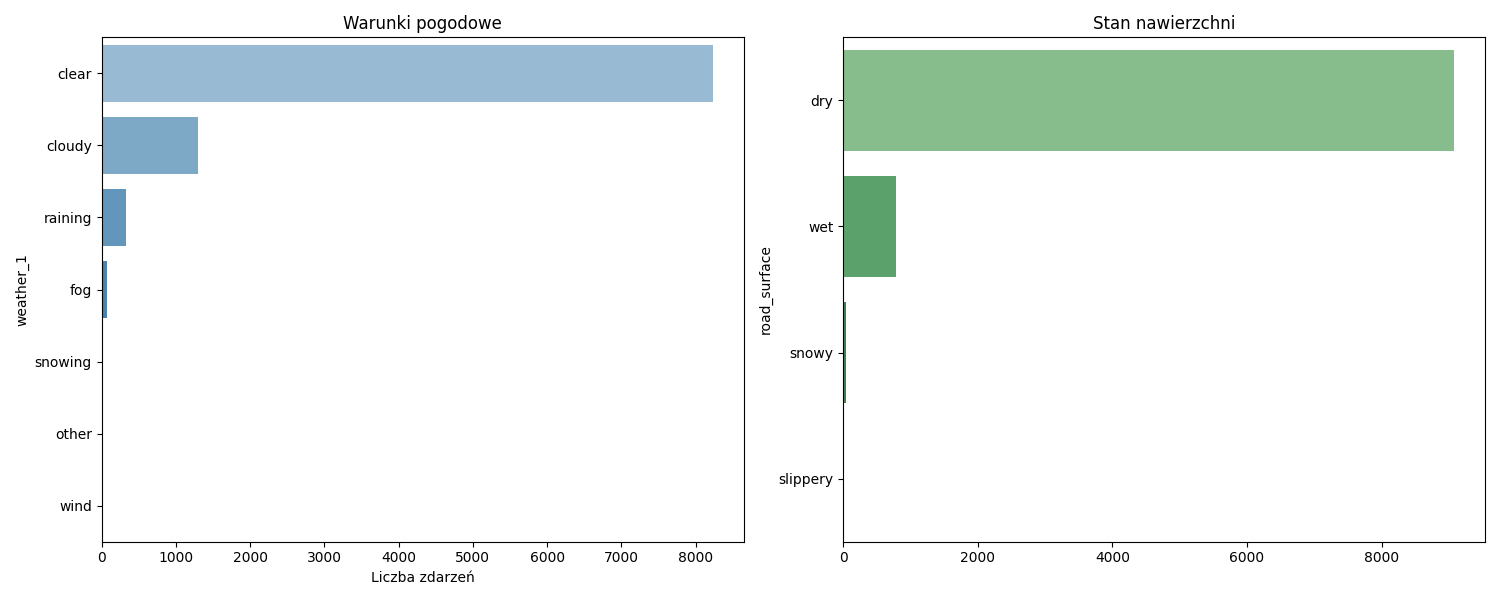 Warunki pogodowe
weather_1
clear
cloudy
raining
fog
snowing
other
wind
0 1000 2000 3000 4000 5000 6000 7000 8000
Liczba zdarzeń
Stan nawierzchni
road_surface
dry
wet
snowy
slippery
0 2000 4000 6000 8000